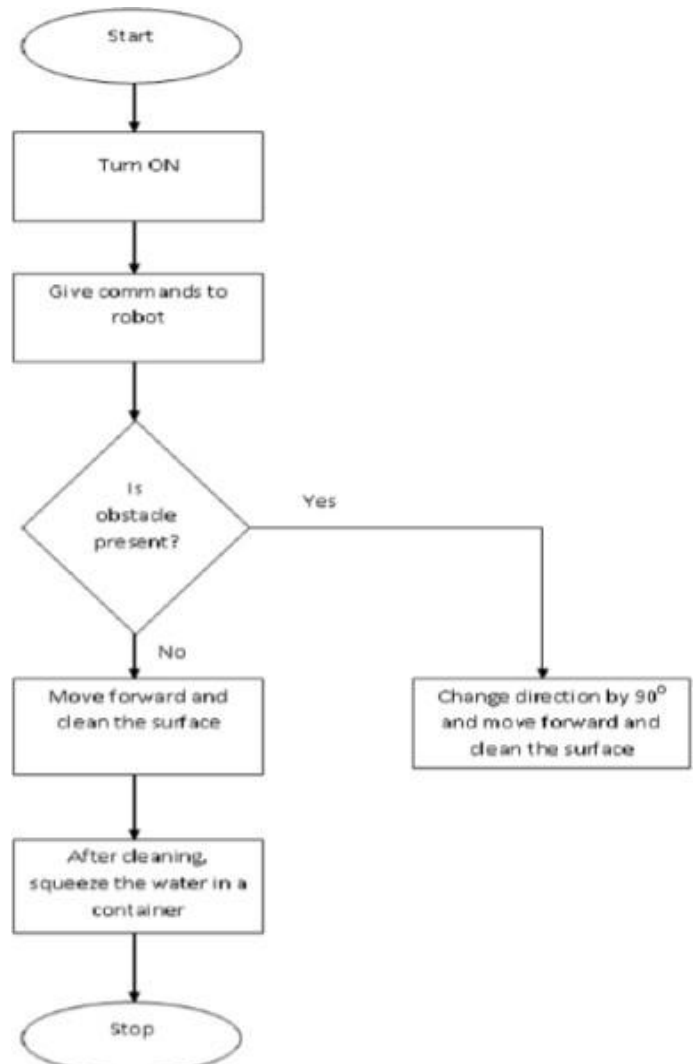 Start
Turn ON
Give commands to
robot
Is
obstacle
present?
Yes
No
Move forward and
clean the surface
Change direction by 90°
and move forward and
clean the surface
After cleaning,
squeeze the water in a
container
Stop